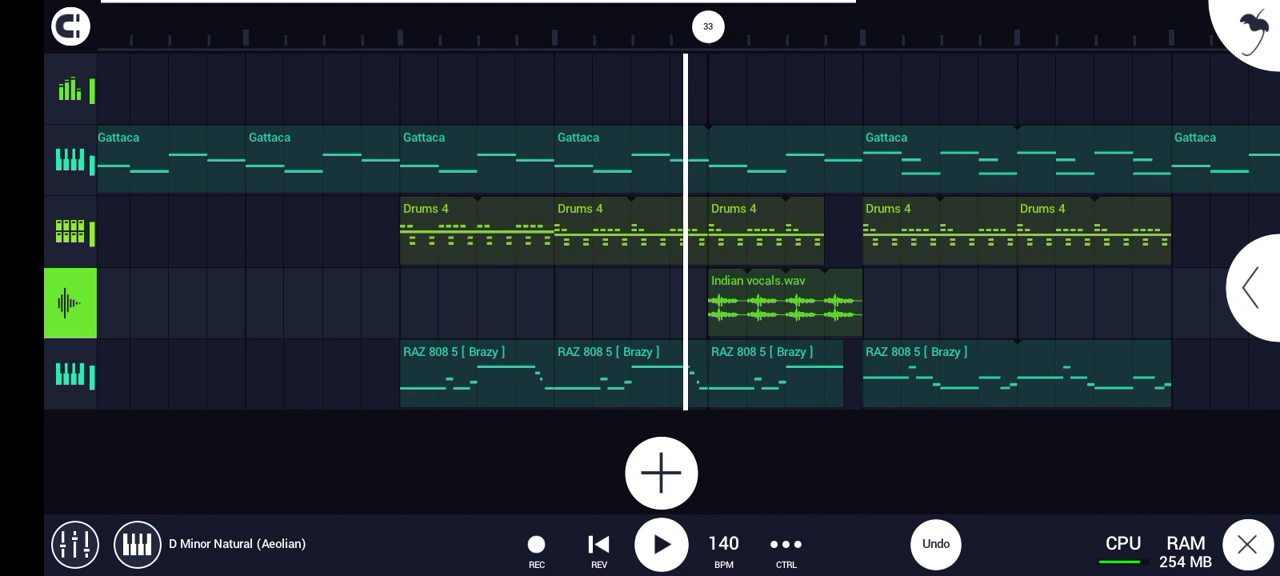 33
Gattaca Gattaca Gattaca Gattaca Gattaca Gattaca
Drums 4 Drums 4 Drums 4 Drums 4 Drums 4
Indian vocals.wav
RAZ 808 5 [ Brazy ] RAZ 808 5 [ Brazy ] RAZ 808 5 [ Brazy ] RAZ 808 5 [ Brazy ]
D Minor Natural (Aeolian)
REC
REV
140
BPM
CTRL
Undo
CPU
RAM
254 MB